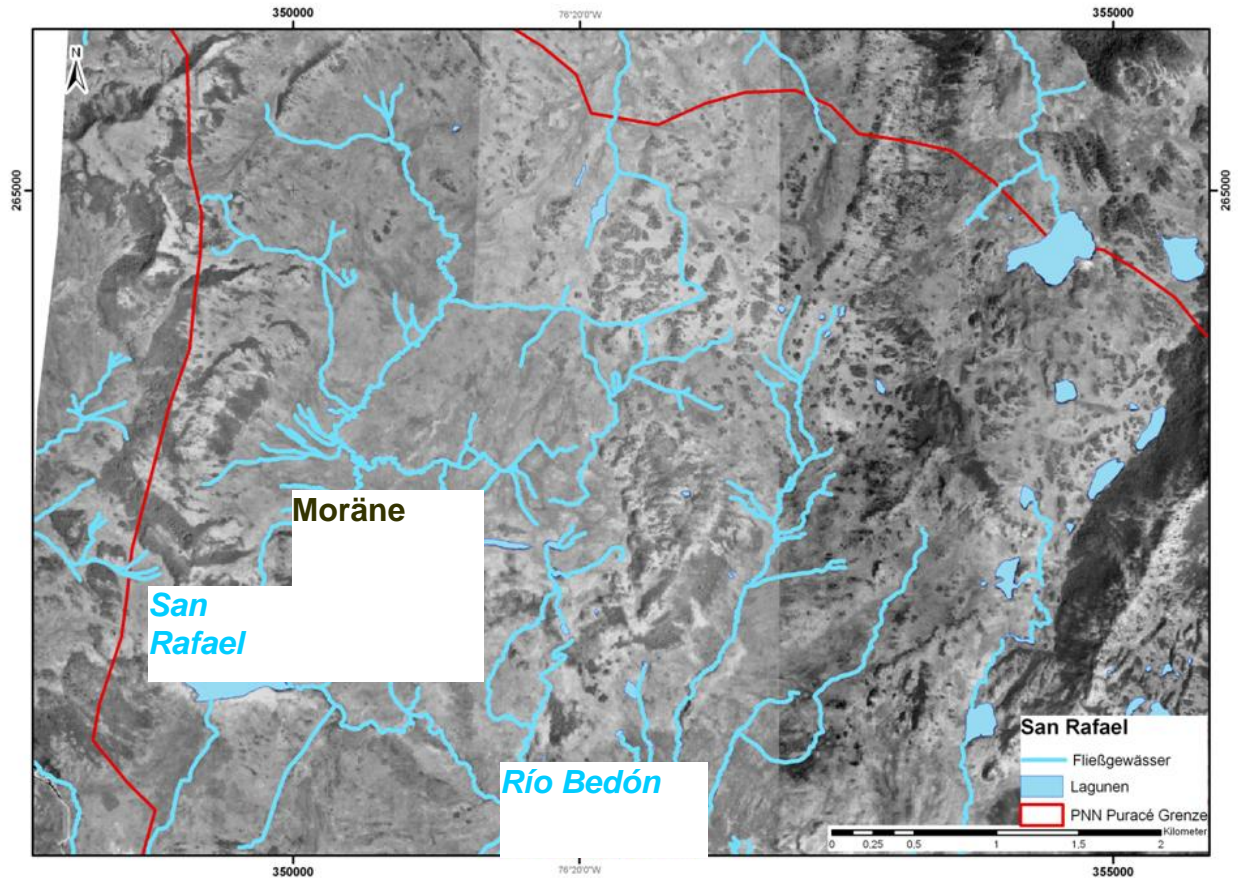 350000
76°20'0"W
355000
N
265000
265000
Moräne
San
Rafael
Río Bedón
San Rafael
Fließgewässer
Lagunen
PNN Puracé Grenze
Kilometer
0 0,25 0,5 1 1,5 2
350000
76°20'0"W
355000